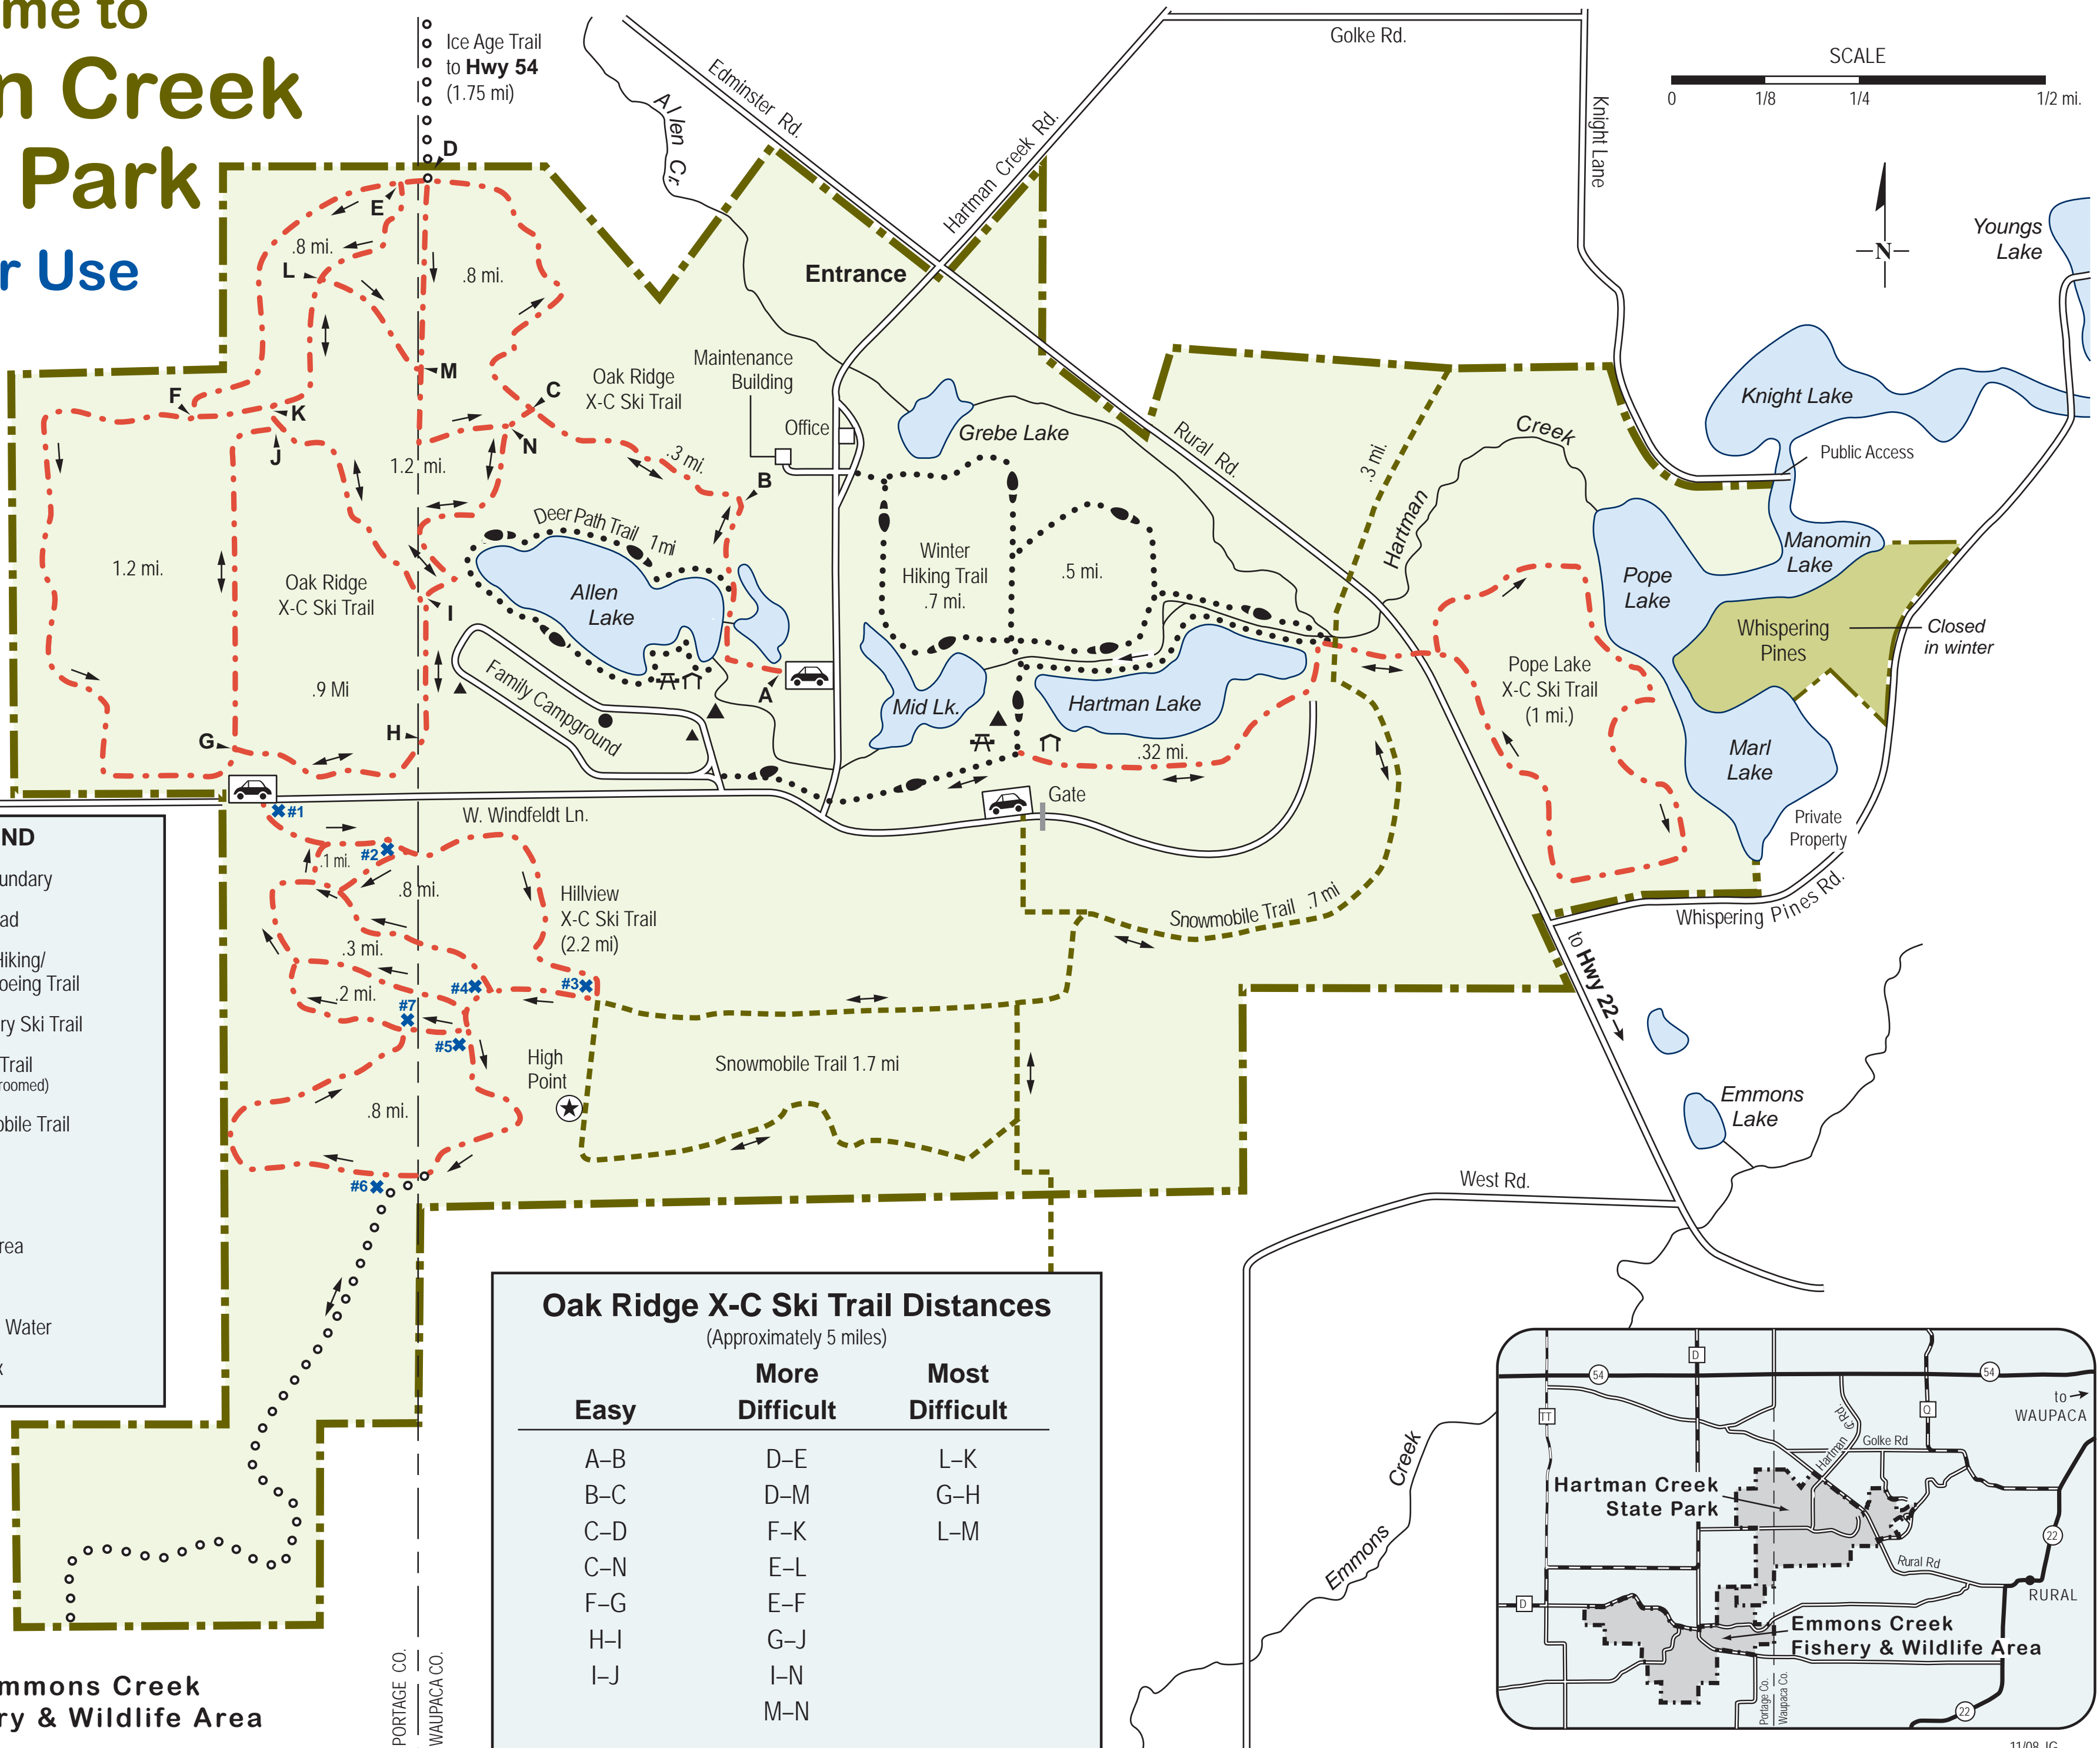 me to
n Creek
Park
r Use
Ice Age Trail
to Hwy 54
(1.75 mi)
Edminster Rd.
Allen Cr.
Hartman Creek Rd.
Golke Rd.
Knight Lane
SCALE
0 1/8 1/4 1/2 mi.
N
Youngs
Lake
D
E
.8 mi.
L
.8 mi.
Entrance
Maintenance
Building
Office
Grebe Lake
Rural Rd.
.3 mi.
Hartman
Creek
Knight Lake
Public Access
Manomin
Lake
Pope
Lake
Whispering
Pines
Closed
in winter
M
F
K
J
C
N
Oak Ridge
X-C Ski Trail
.3 mi.
B
1.2 mi.
Deer Path Trail 1mi
Allen
Lake
Winter
Hiking Trail
.7 mi.
.5 mi.
1.2 mi.
Oak Ridge
X-C Ski Trail
I
.9 Mi
Family Campground
A
Mid Lk.
Hartman Lake
.32 mi.
Pope Lake
X-C Ski Trail
(1 mi.)
Marl
Lake
Private
Property
G
H
Gate
W. Windfeldt Ln.
#1
#2
.1 mi.
.8 mi.
Hillview
X-C Ski Trail
(2.2 mi)
.3 mi.
#3
#4
.2 mi.
#7
#5
High
Point
.8 mi.
#6
Snowmobile Trail .7 mi
Snowmobile Trail 1.7 mi
Whispering Pines Rd.
to Hwy 22
Emmons
Lake
West Rd.
Emmons Creek
ND
undary
ad
Hiking/
oeing Trail
ry Ski Trail
Trail
roomed)
obile Trail
rea
Water
x
mmons Creek
ry & Wildlife Area
PORTAGE CO.
WAUPACA CO.
Oak Ridge X-C Ski Trail Distances
(Approximately 5 miles)
Easy More Difficult Most Difficult
A–B D–E L–K
B–C D–M G–H
C–D F–K L–M
C–N E–L
F–G E–F
H–I G–J
I–J I–N
M–N
54
D
54
to
WAUPACA
TT
Q
Hartman
Rd.
Golke Rd
Hartman Creek
State Park
22
Rural Rd
RURAL
D
Emmons Creek
Fishery & Wildlife Area
Portage Co.
Waupaca Co.
22
11/08 JG